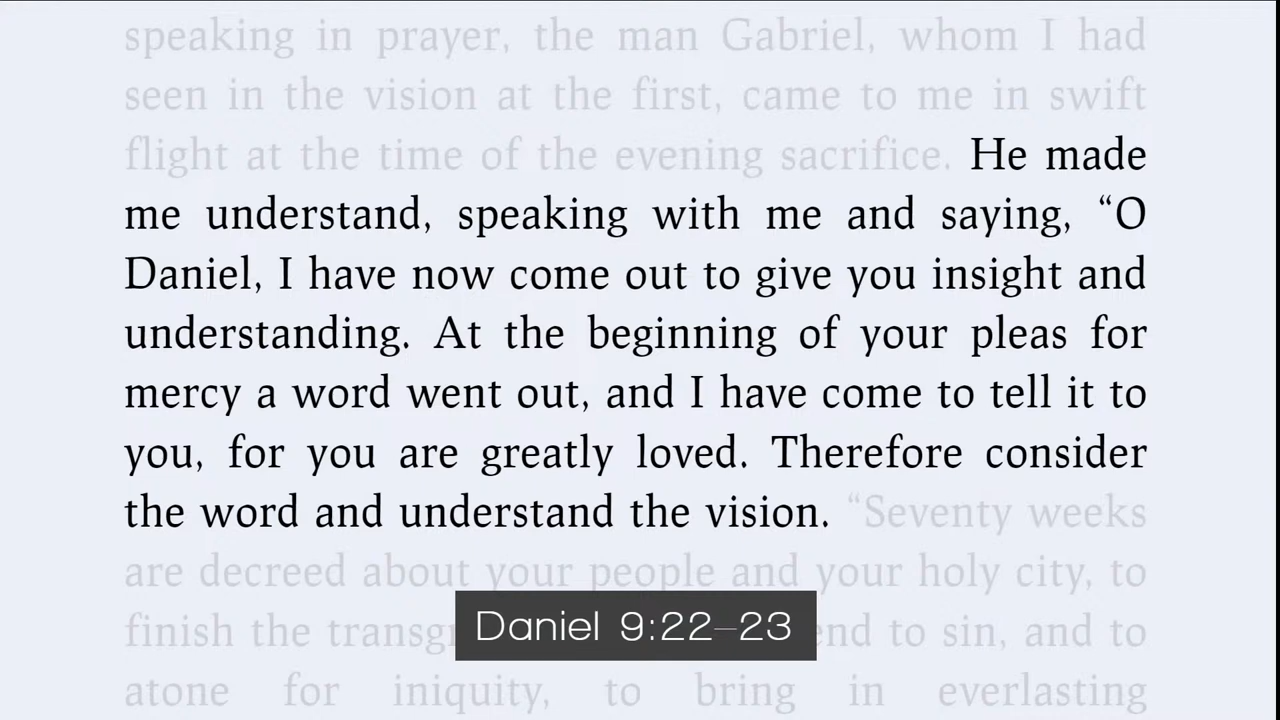 speaking in prayer, the man Gabriel, whom I had
seen in the vision at the first, came to me in swift
flight at the time of the evening sacrifice. He made
me understand, speaking with me and saying, “O
Daniel, I have now come out to give you insight and
understanding. At the beginning of your pleas for
mercy a word went out, and I have come to tell it to
you, for you are greatly loved. Therefore consider
the word and understand the vision. “Seventy weeks
are decreed about your people and your holy city, to
finish the end to sin, and to
Daniel 9:22–23
atone for iniquity, to bring in everlasting